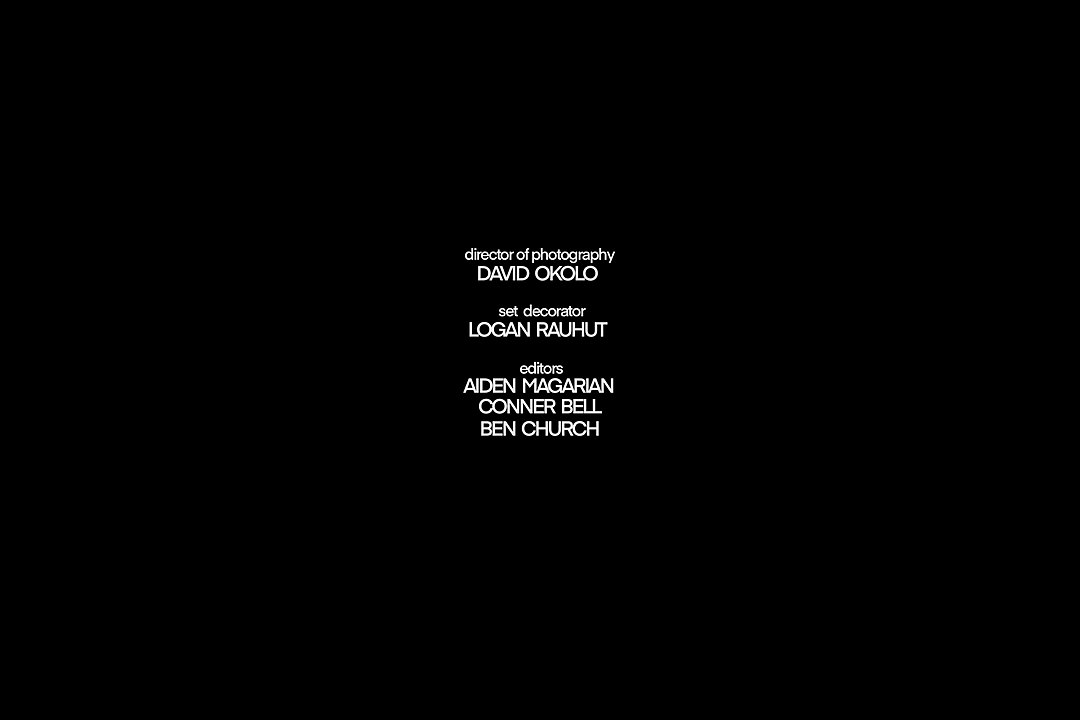 director of photography
DAVID OKOLO
set decorator
LOGAN RAUHUT
editors
AIDEN MAGARIAN
CONNER BELL
BEN CHURCH